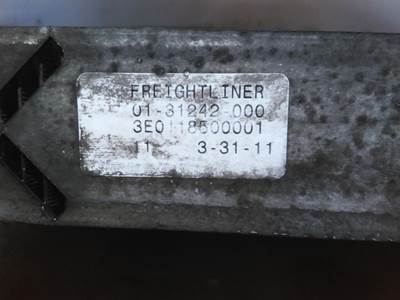 FREIGHTLINER
01-31242-000
3E0118500001
11 3-31-11